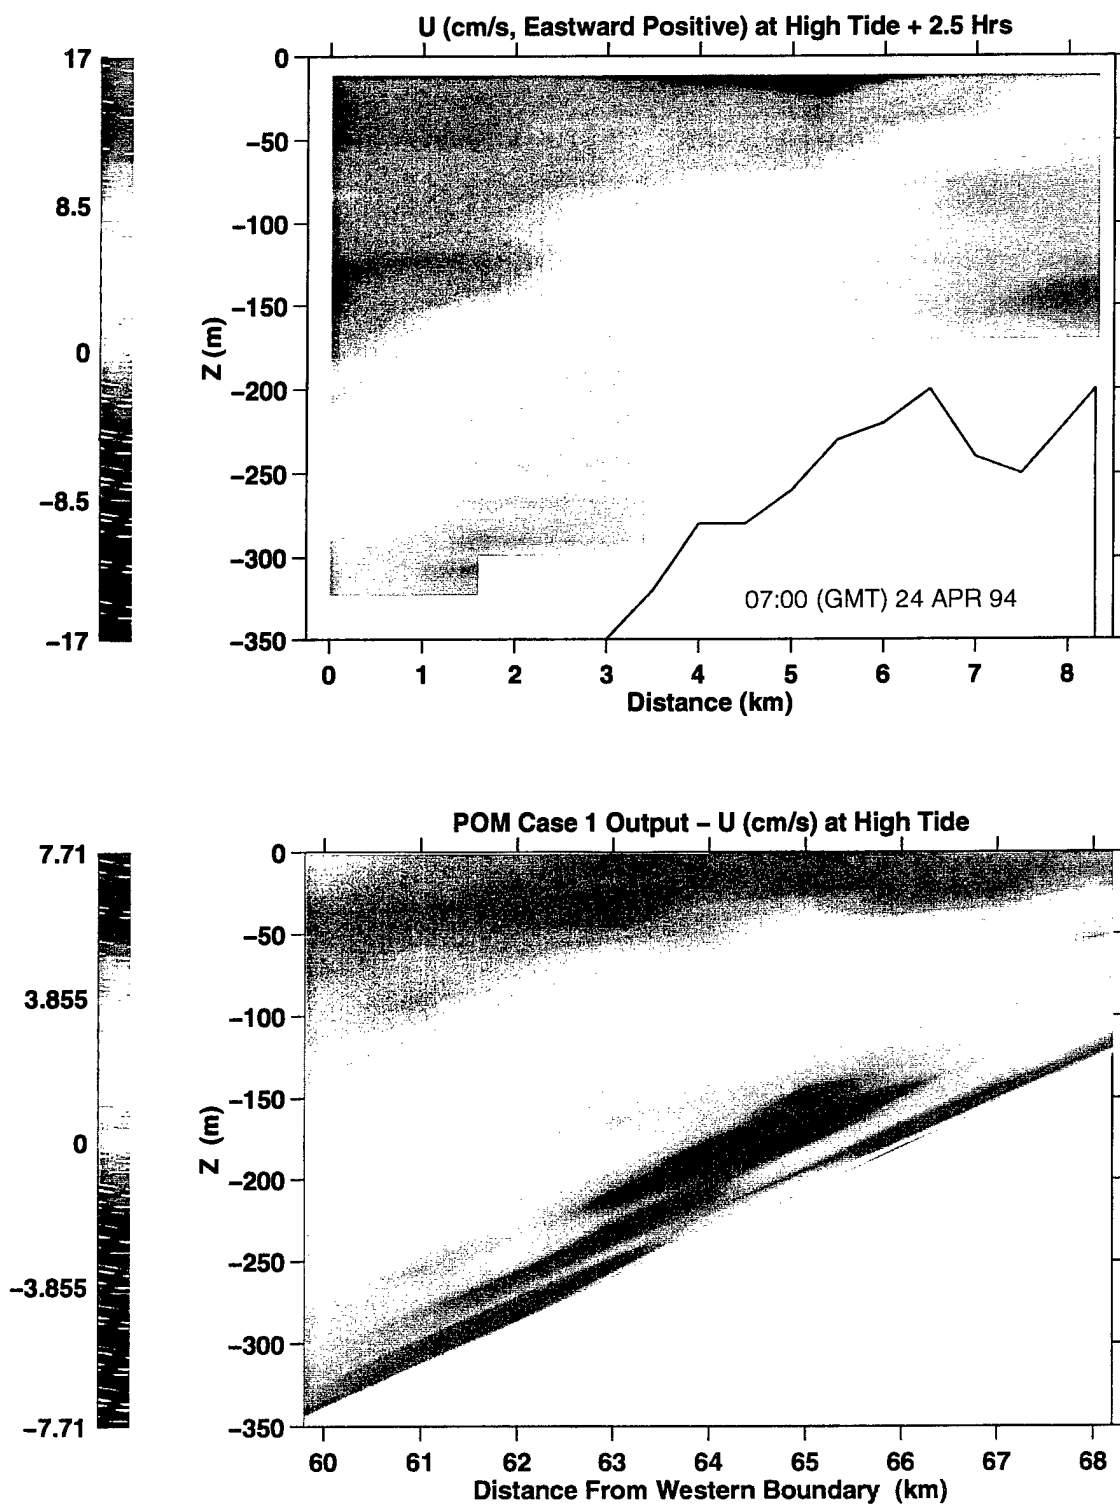 U (cm/s, Eastward Positive) at High Tide + 2.5 Hrs
17
8.5
0
−8.5
−17
0
−50
−100
−150
−200
−250
−300
−350
Z (m)
07:00 (GMT) 24 APR 94
0 1 2 3 4 5 6 7 8
Distance (km)
POM Case 1 Output – U (cm/s) at High Tide
7.71
3.855
0
−3.855
−7.71
0
−50
−100
−150
−200
−250
−300
−350
Z (m)
60 61 62 63 64 65 66 67 68
Distance From Western Boundary (km)